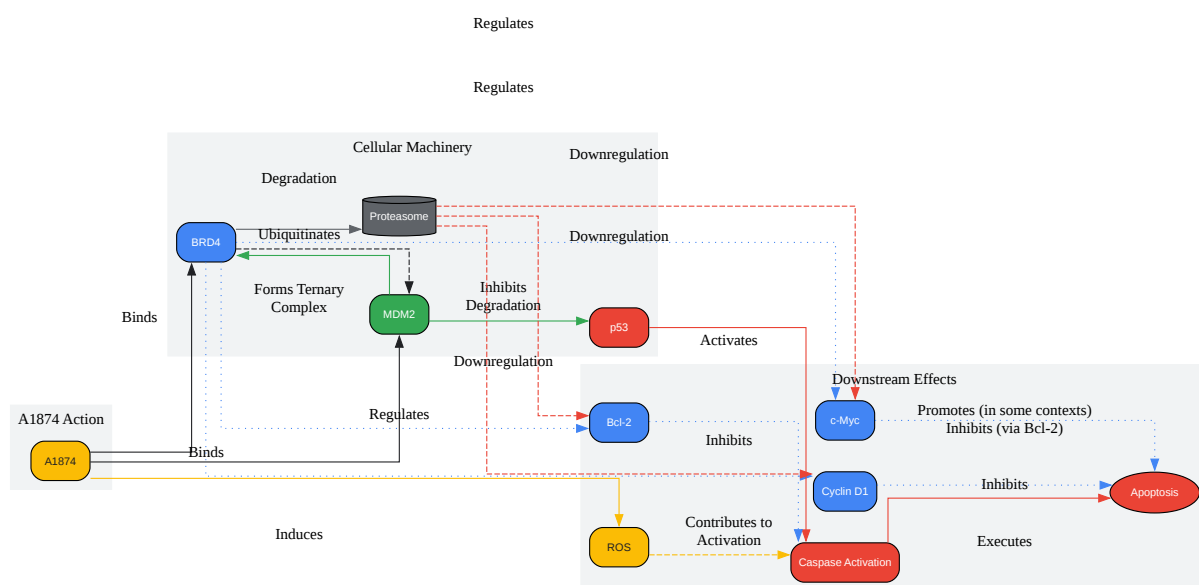 Regulates
Regulates
Cellular Machinery
Downregulation
Degradation
Proteasome
Ubiquitinates
Downregulation
BRD4
Forms Ternary
Complex
Inhibits
Degradation
MDM2
Binds
p53
Activates
Downregulation
Downstream Effects
A1874 Action
Regulates
Bcl-2
c-Myc
Promotes (in some contexts)
Inhibits (via Bcl-2)
Inhibits
Binds
A1874
Cyclin D1
Inhibits
Apoptosis
Induces
Contributes to
Activation
ROS
Executes
Caspase Activation